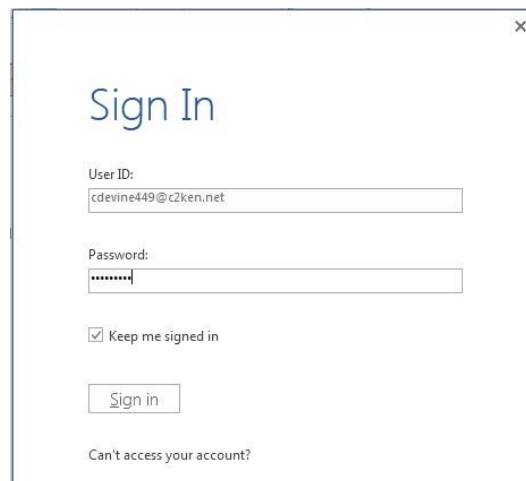 Sign In
User ID:
cdevine449@c2ken.net
Password:
•••••••••
Keep me signed in
Sign in
Can't access your account?